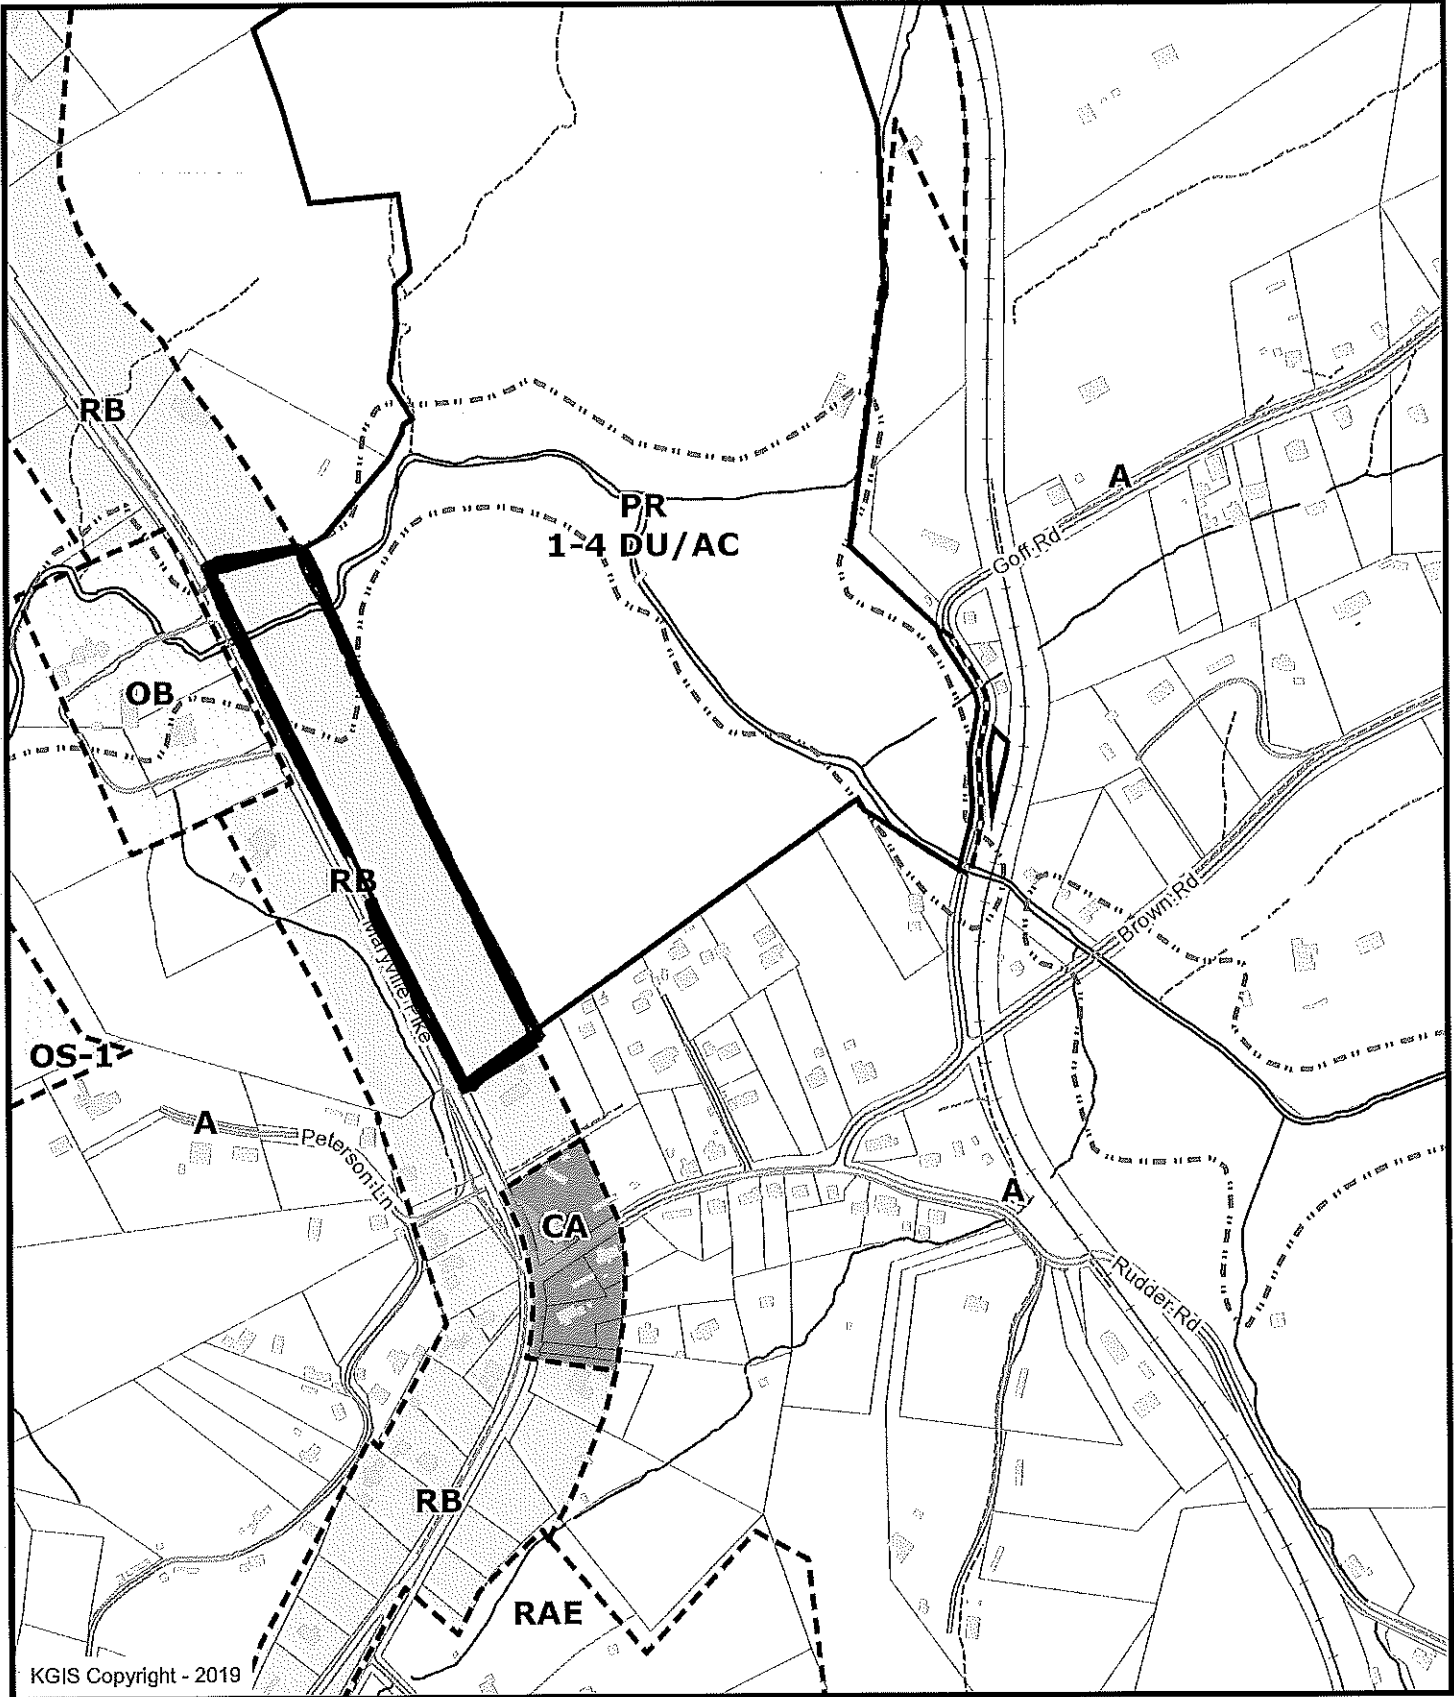 RB
A
PR
1-4 DU/AC
Golf Rd
OB
RB
Maryville Pike
Brown Rd
OS-1
A
Peterson Ln
A
CA
Rudder Rd
RB
RAE
KGIS Copyright - 2019